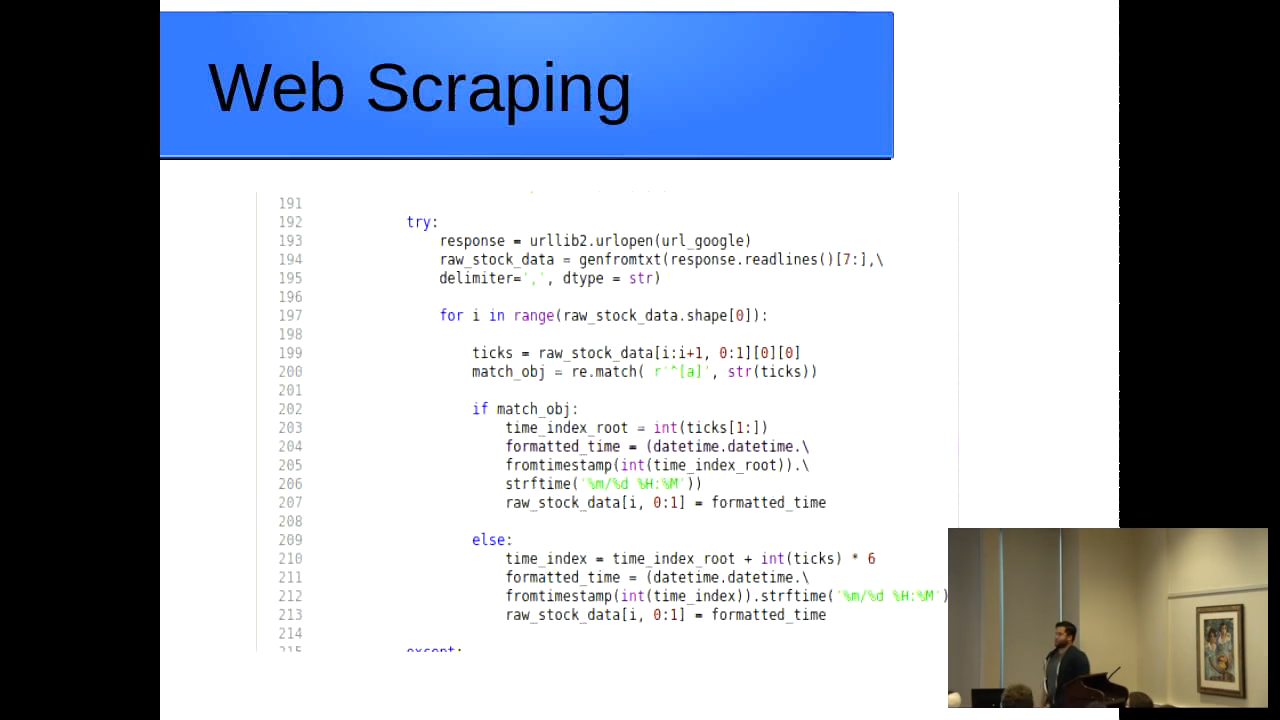 Web Scraping
191
192 try:
193 response = urllib2.urlopen(url_google)
194 raw_stock_data = genfromtxt(response.readlines()[7:],\
195 delimiter=',', dtype = str)
196
197 for i in range(raw_stock_data.shape[0]):
198
199 ticks = raw_stock_data[i:i+1, 0:1][0][0]
200 match_obj = re.match( r'^[a]', str(ticks))
201
202 if match_obj:
203 time_index_root = int(ticks[1:])
204 formatted_time = (datetime.datetime.\
205 fromtimestamp(int(time_index_root)).\
206 strftime('%m/%d %H:%M'))
207 raw_stock_data[i, 0:1] = formatted_time
208
209 else:
210 time_index = time_index_root + int(ticks) * 6
211 formatted_time = (datetime.datetime.\
212 fromtimestamp(int(time_index)).strftime('%m/%d %H:%M')
213 raw_stock_data[i, 0:1] = formatted_time
214
215 except: